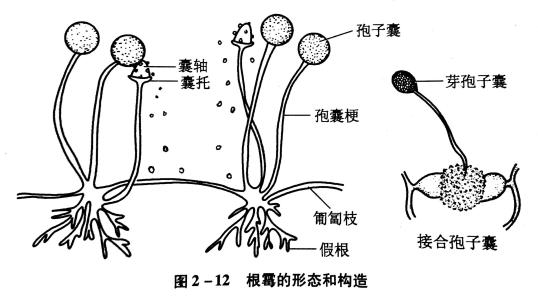 囊轴
囊托
孢子囊
孢囊梗
匍匐枝
假根
芽孢子囊
接合孢子囊
图2-12 根霉的形态和构造